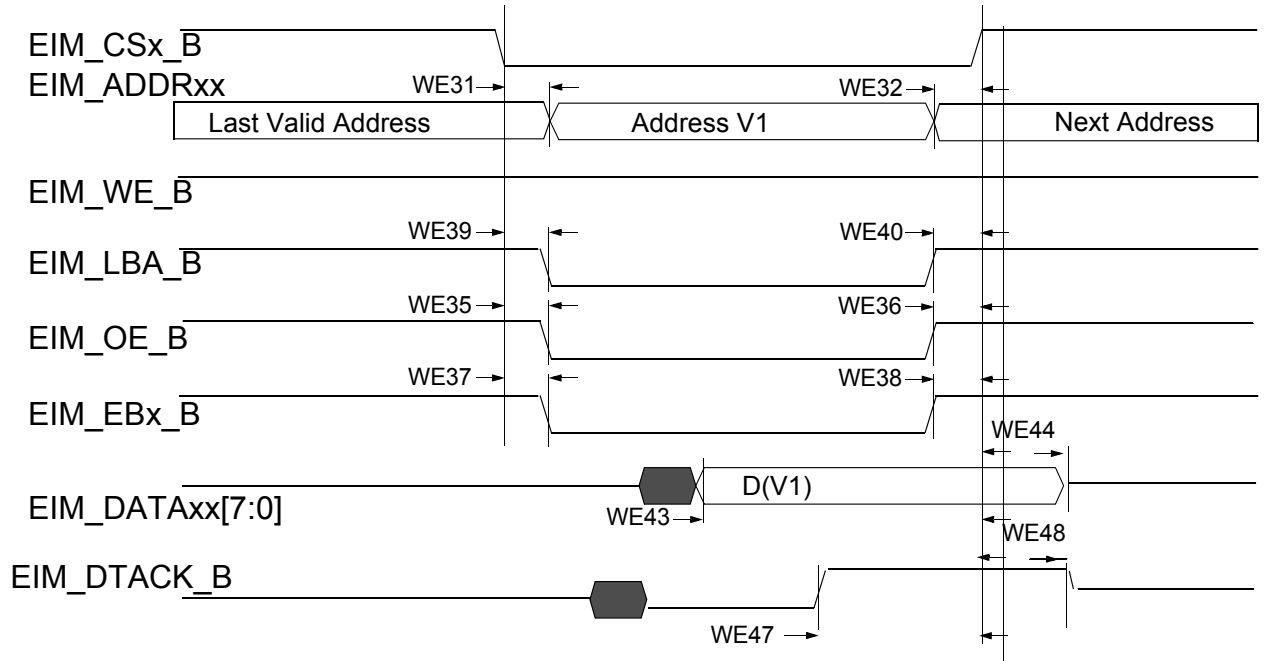 EIM_CSx_B
EIM_ADDRxx
WE31
WE32
Last Valid Address
Address V1
Next Address
EIM_WE_B
WE39
WE40
EIM_LBA_B
WE35
WE36
EIM_OE_B
WE37
WE38
EIM_EBx_B
WE44
D(V1)
EIM_DATAxx[7:0]
WE43
WE48
EIM_DTACK_B
WE47